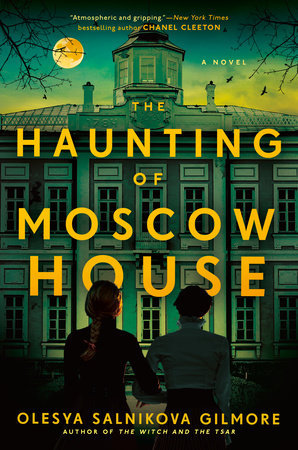 "Atmospheric and gripping."—New York Times
bestselling author CHANEL CLEETON
A NOVEL
THE
HAUNTING
OF
MOSCOW
HOUSE
OLESYA SALNIKOVA GILMORE
AUTHOR OF THE WITCH AND THE TSAR